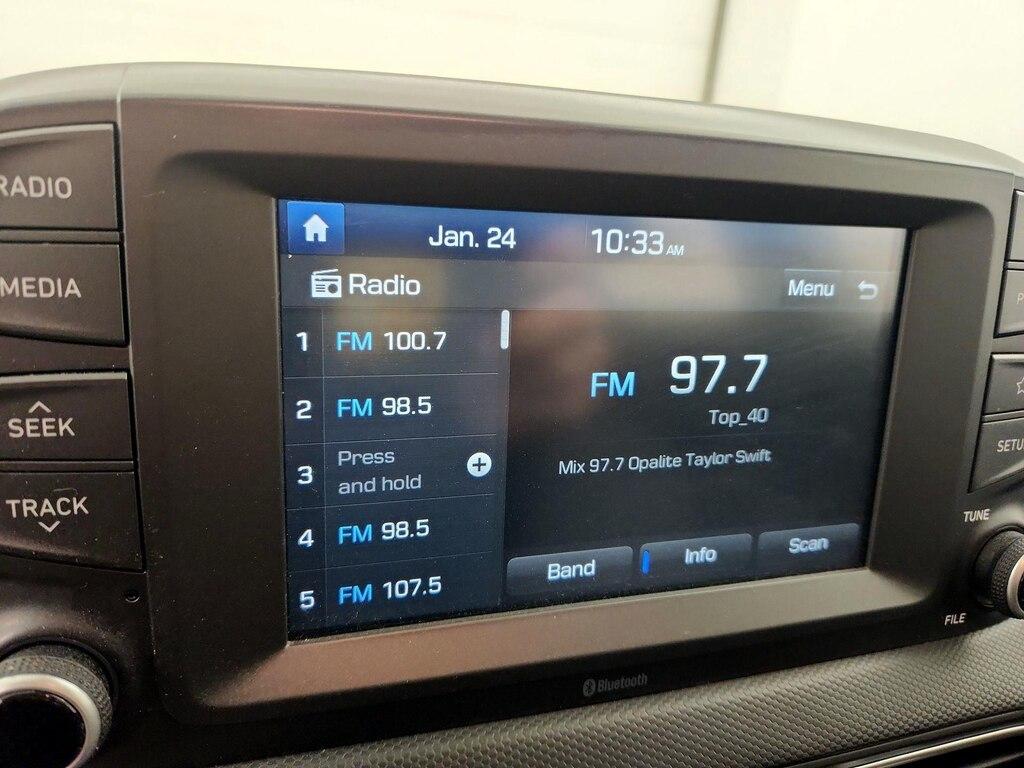 RADIO
MEDIA
SEEK
TRACK
Jan. 24 10:33 AM
Radio
Menu
1 FM 100.7
2 FM 98.5
3 Press
and hold
4 FM 98.5
5 FM 107.5
FM 97.7
Top_40
Mix 97.7 Opalite Taylor Swift
Band Info Scan
TUNE
FILE
Bluetooth